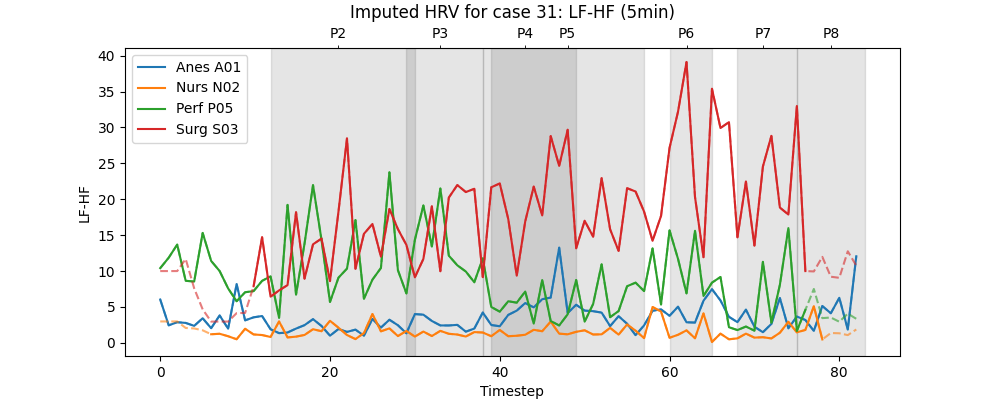 Imputed HRV for case 31: LF-HF (5min)
P2 P3 P4 P5 P6 P7 P8
Anes A01
Nurs N02
Perf P05
Surg S03
40
35
30
25
20
15
10
5
0
LF-HF
0 20 40 60 80
Timestep